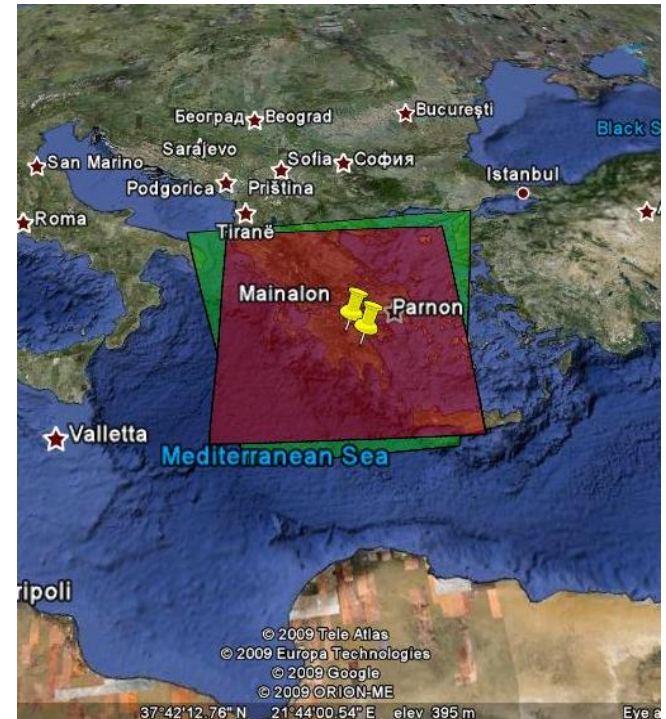 Београд Beograd
București
Black S
Sarajevo
San Marino
Sofia София
Istanbul
Podgorica Priština
Roma
Tiranë
Mainalon
Parnon
Valletta
Mediterranean Sea
ripoli
© 2009 Tele Atlas
© 2009 Europa Technologies
© 2009 Google
© 2009 ORION-ME
37°42'12.76" N 21°44'00.54" E elev 395 m Eye a